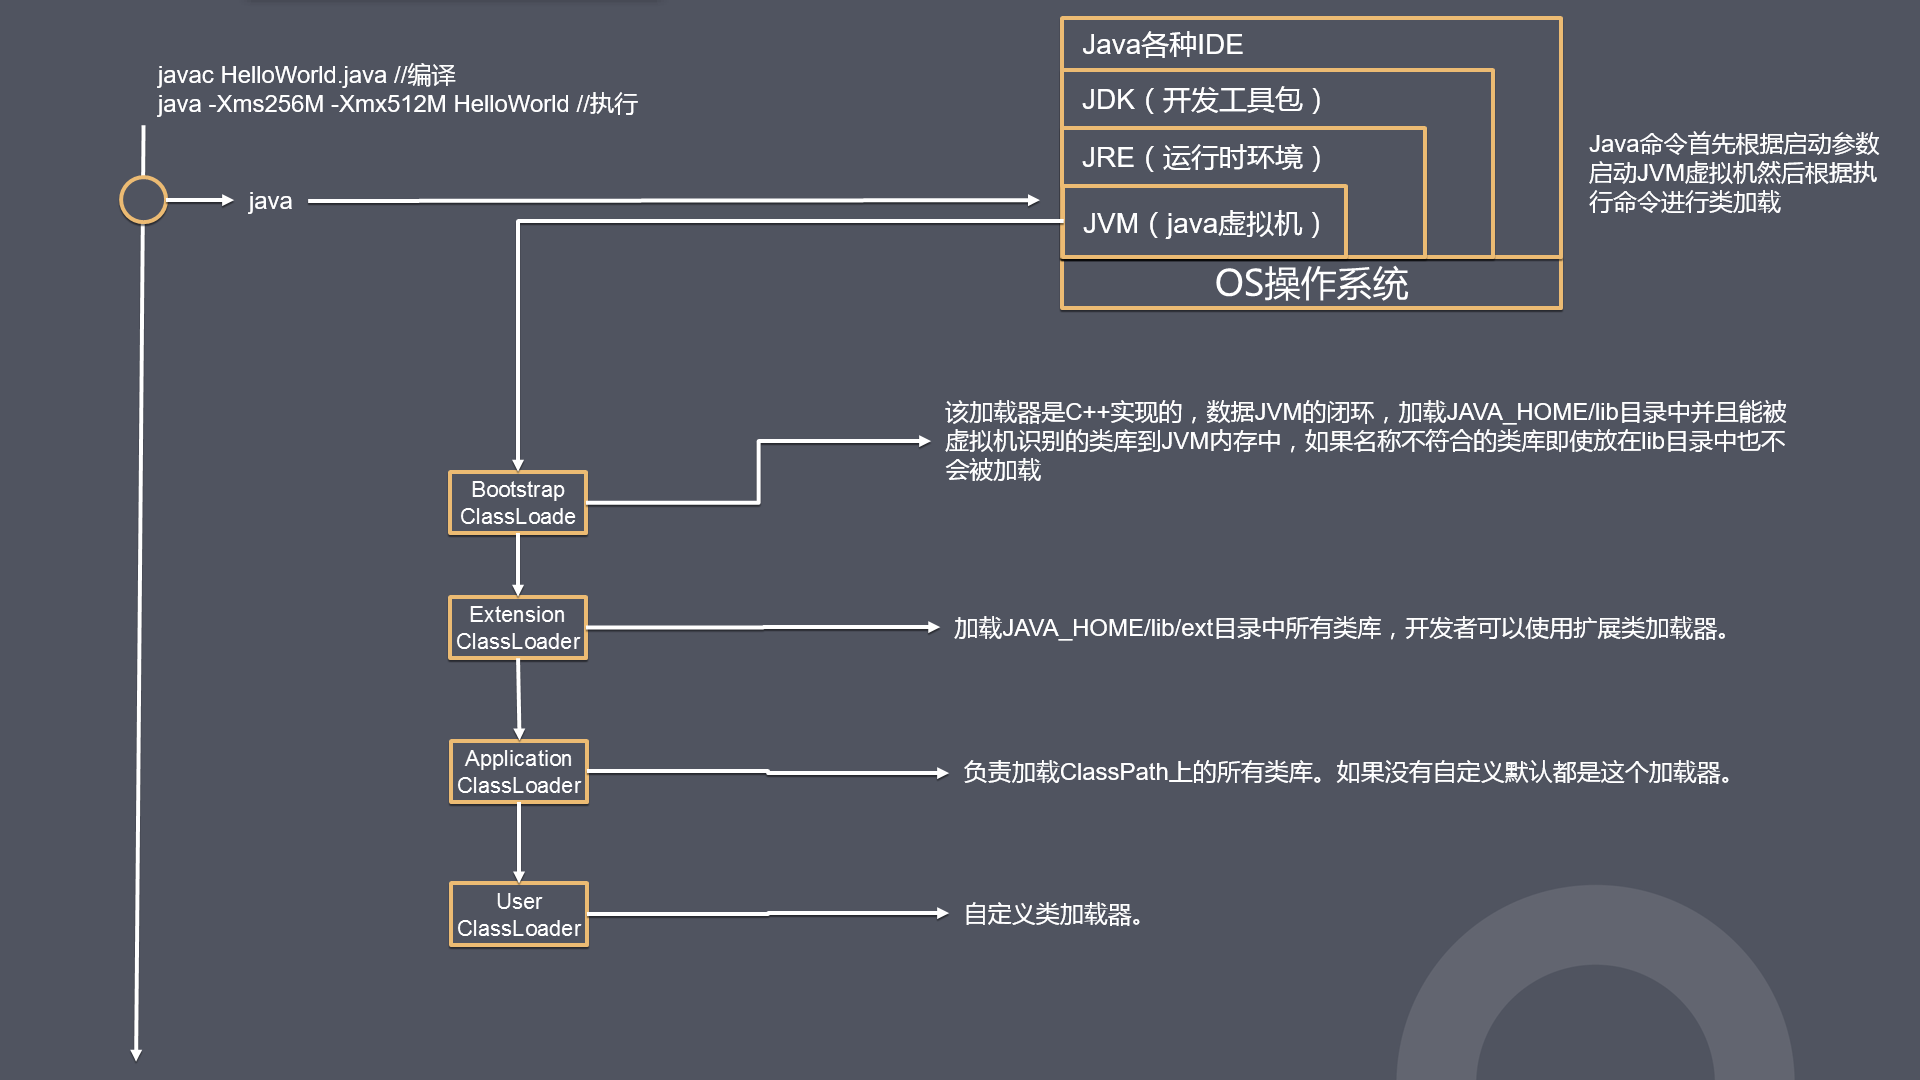 javac HelloWorld.java //编译
java -Xms256M -Xmx512M HelloWorld //执行
java
Java各种IDE
JDK（开发工具包）
JRE（运行时环境）
JVM（java虚拟机）
OS操作系统
Java命令首先根据启动参数
启动JVM虚拟机然后根据执
行命令进行类加载
该加载器是C++实现的，数据JVM的闭环，加载JAVA_HOME/lib目录中并且能被
虚拟机识别的类库到JVM内存中，如果名称不符合的类库即使放在lib目录中也不
会被加载
Bootstrap
ClassLoade
Extension
ClassLoader
加载JAVA_HOME/lib/ext目录中所有类库，开发者可以使用扩展类加载器。
Application
ClassLoader
负责加载ClassPath上的所有类库。如果没有自定义默认都是这个加载器。
User
ClassLoader
自定义类加载器。